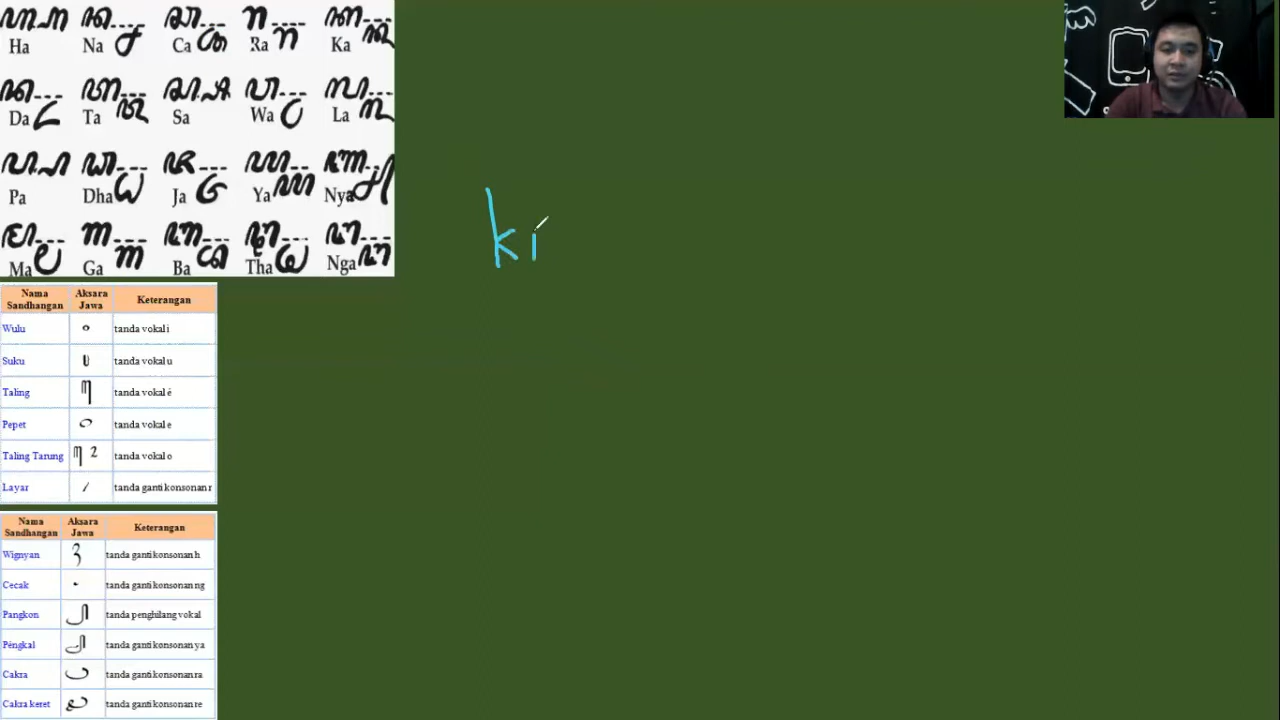 ꦲ ꧀ꦲ ꦤ ꧀ꦤ ꦕ ꧀ꦕ ꦫ ꧀ꦫ ꦏ ꧀ꦏ
Ha Na Ca Ra Ka
ꦢ ꧀ꦢ ꦠ ꧀ꦠ ꦱ ꧀ꦱ ꦮ ꧀ꦮ ꦭ ꧀ꦭ
Da Ta Sa Wa La
ꦥ ꧀ꦥ ꦝ ꧀ꦝ ꦗ ꧀ꦗ ꦪ ꧀ꦪ ꦚ ꧀ꦚ
Pa Dha Ja Ya Nya
ꦩ ꧀ꦩ ꦒ ꧀ꦒ ꦧ ꧀ꦧ ꦛ ꧀ꦛ ꦔ ꧀ꦔ
Ma Ga Ba Tha Nga
ki
Nama Sandhangan Aksara Jawa Keterangan
Wulu ꦶ tanda vokal i
Suku ꦸ tanda vokal u
Taling ꦺ tanda vokal é
Pepet ꦼ tanda vokal e
Taling Tarung ꦺꦴ tanda vokal o
Layar ꦂ tanda ganti konsonan r
Nama Sandhangan Aksara Jawa Keterangan
Wignyan ꦃ tanda ganti konsonan h
Cecak ꦁ tanda ganti konsonan ng
Pangkon ꧀ tanda penghilang vokal
Péngkal ꦾ tanda ganti konsonan ya
Cakra ꦿ tanda ganti konsonan ra
Cakra keret ꦽ tanda ganti konsonan re